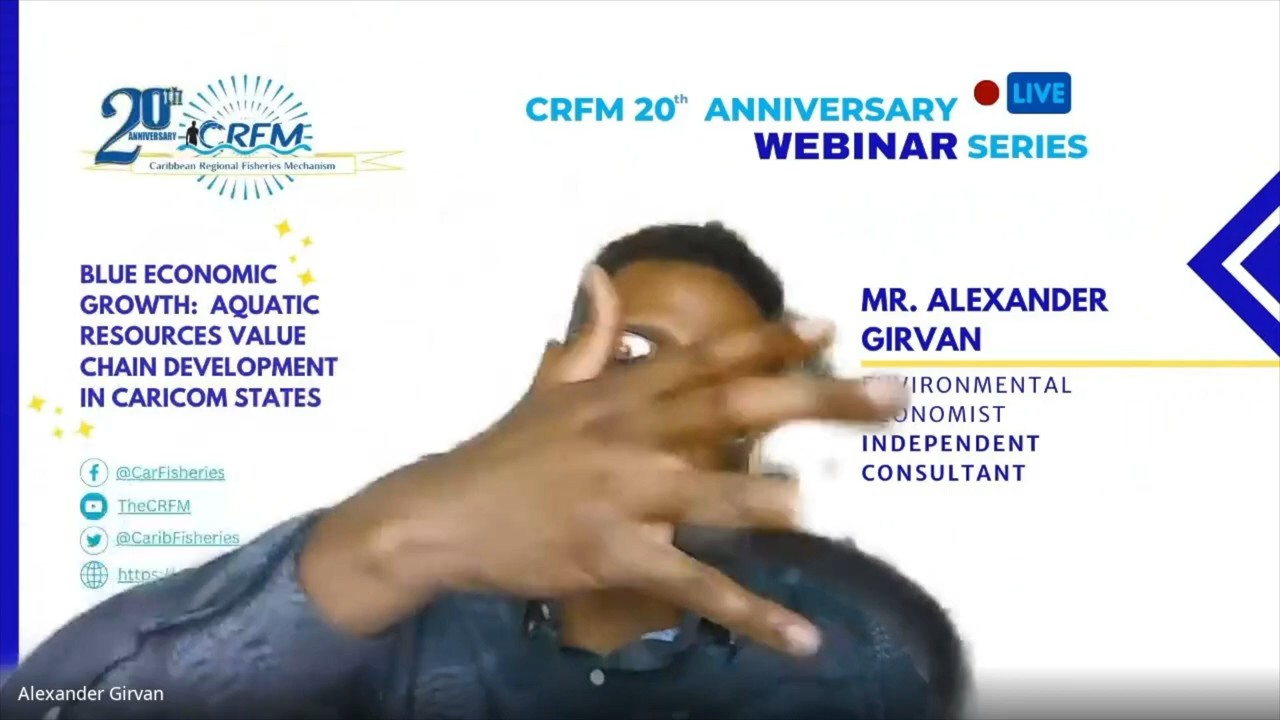 20th
ANNIVERSARY
CRFM
Caribbean Regional Fisheries Mechanism
CRFM 20th ANNIVERSARY
LIVE
WEBINAR SERIES
BLUE ECONOMIC
GROWTH: AQUATIC
RESOURCES VALUE
CHAIN DEVELOPMENT
IN CARICOM STATES
@CarFisheries
TheCRFM
@CaribFisheries
https:/
MR. ALEXANDER
GIRVAN
INDEPENDENT
CONSULTANT
Alexander Girvan